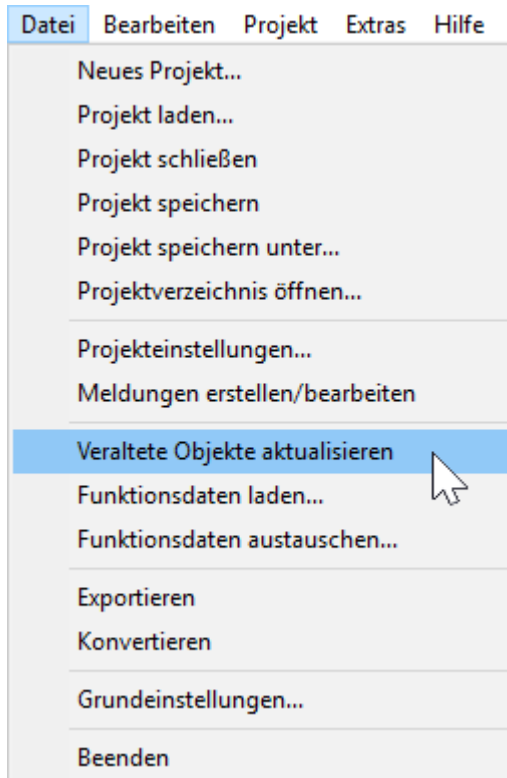 Datei Bearbeiten Projekt Extras Hilfe
Neues Projekt...
Projekt laden...
Projekt schließen
Projekt speichern
Projekt speichern unter...
Projektverzeichnis öffnen...
Projekteinstellungen...
Meldungen erstellen/bearbeiten
Veraltete Objekte aktualisieren
Funktionsdaten laden...
Funktionsdaten austauschen...
Exportieren
Konvertieren
Grundeinstellungen...
Beenden